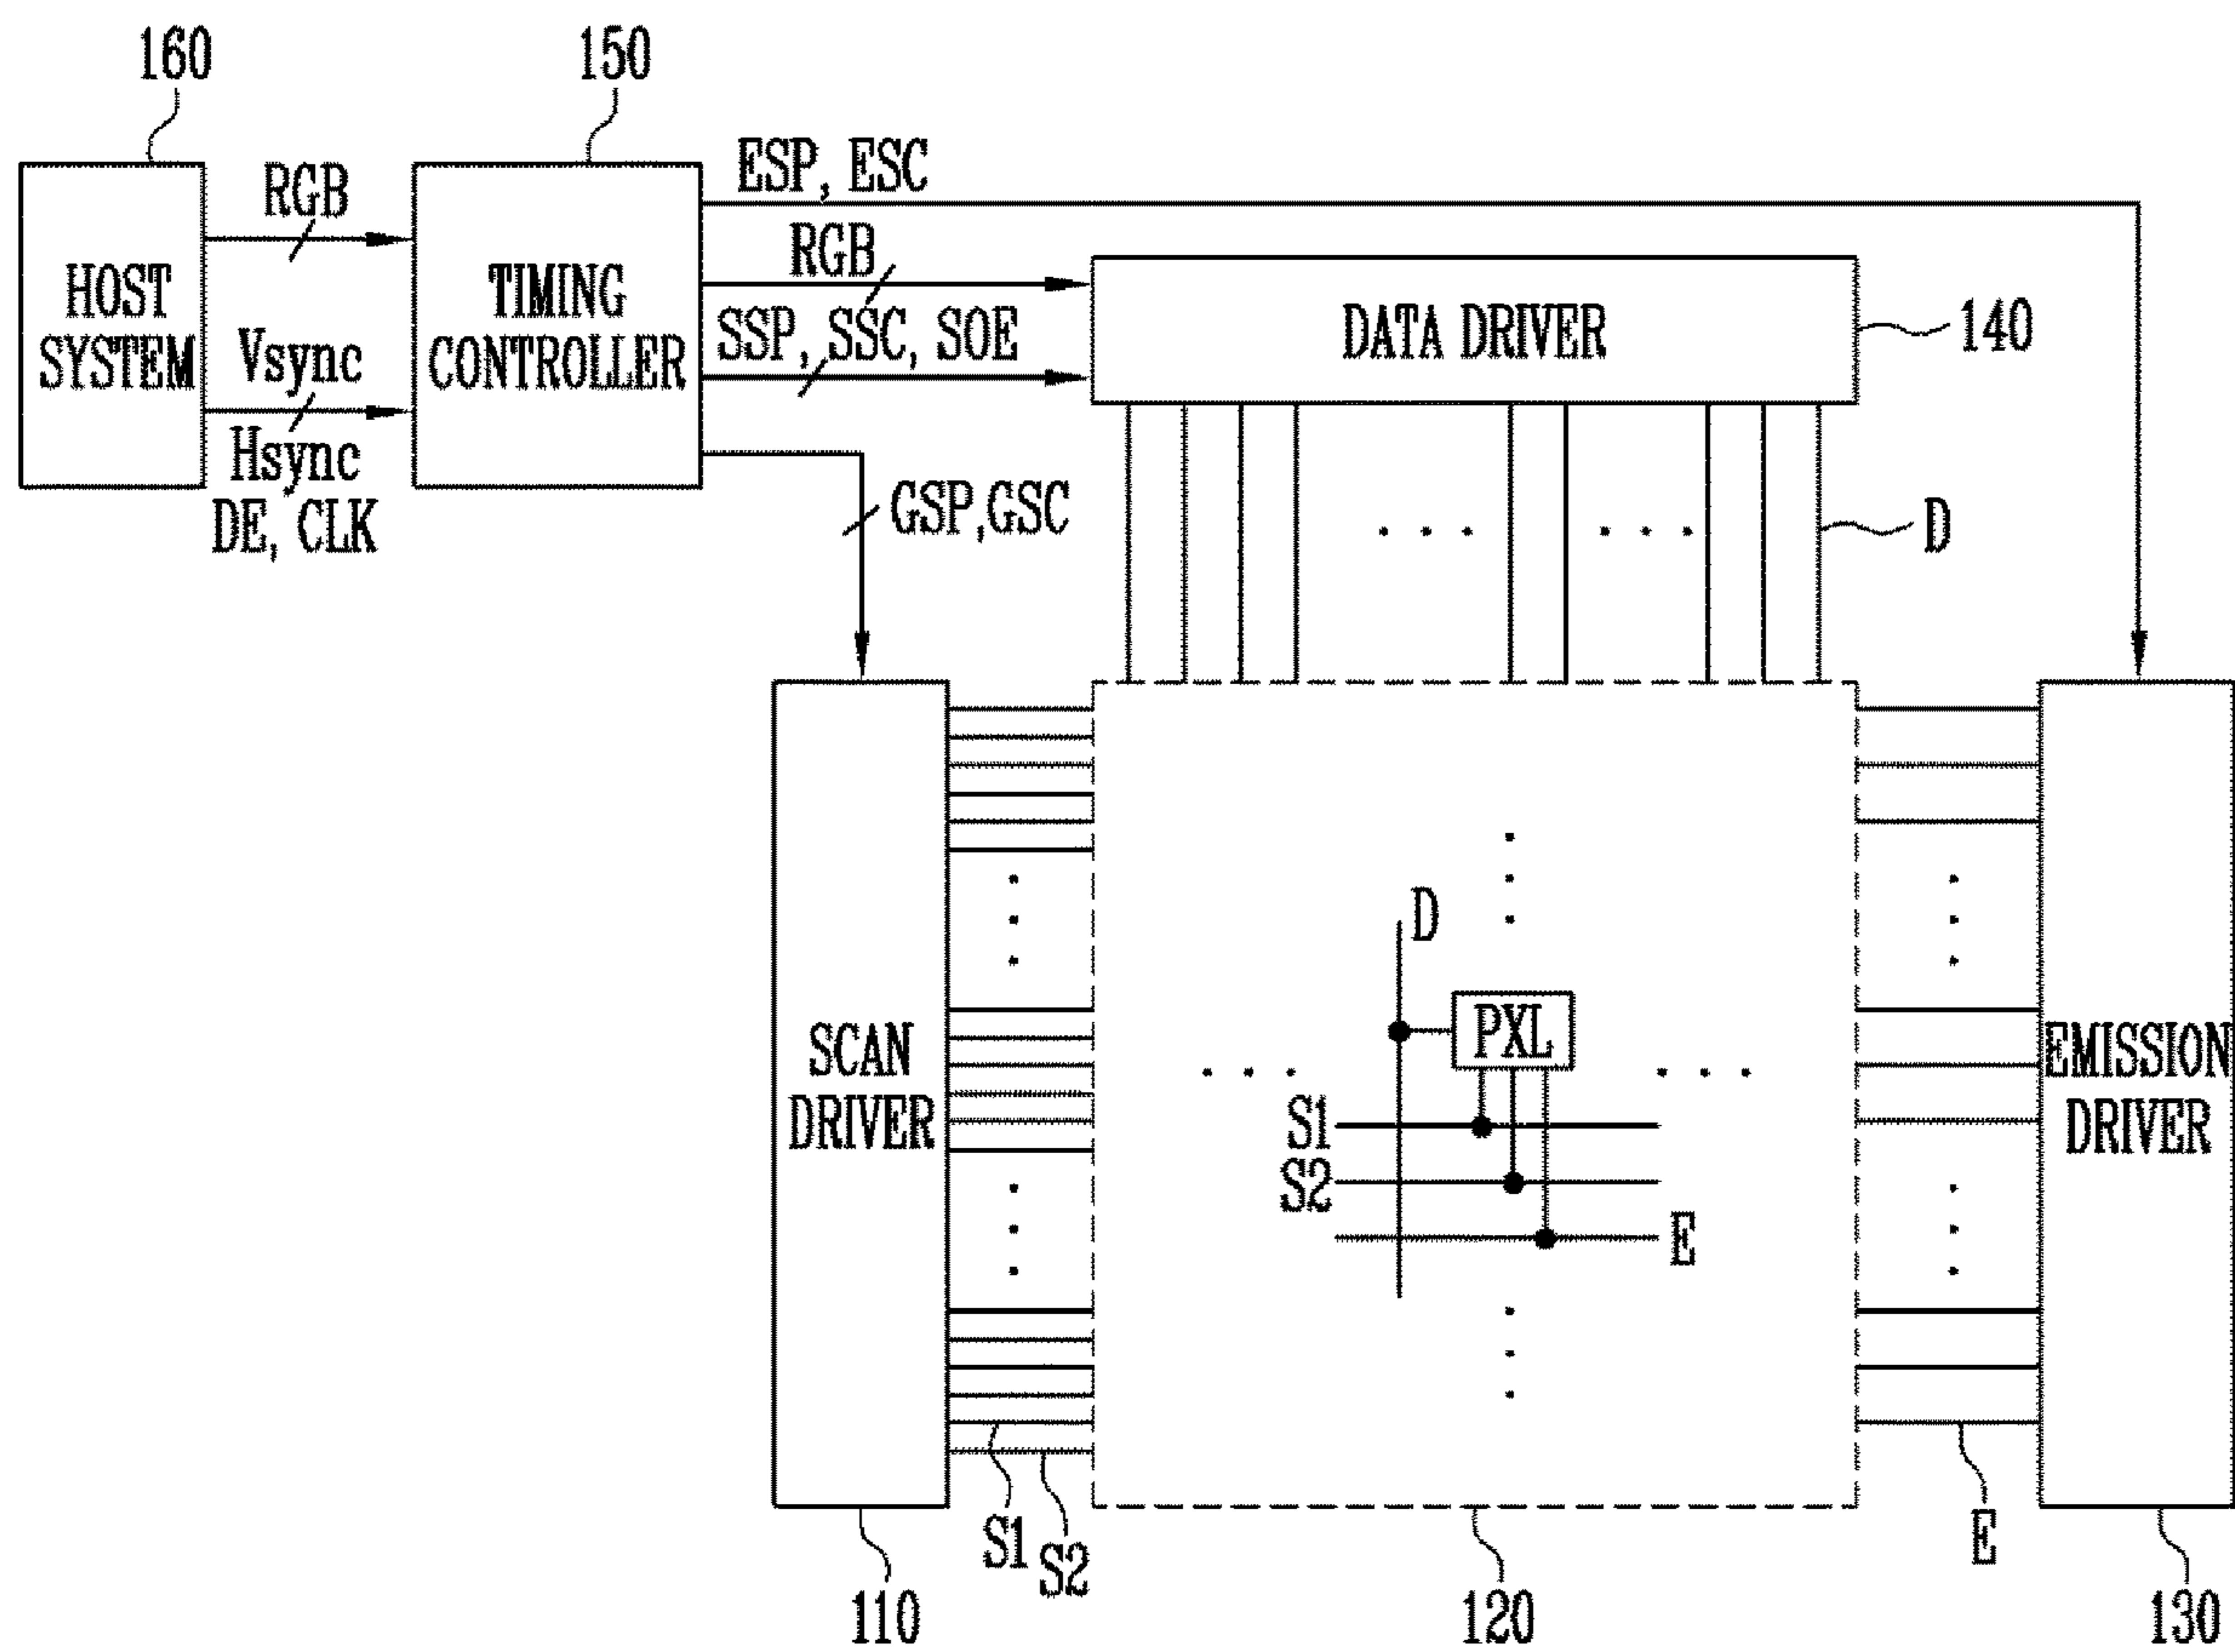 160
150
ESP, ESC
RGB
RGB
HOST
SYSTEM
TIMING
CONTROLLER
SSP, SSC, SOE
DATA DRIVER
140
Vsync
Hsync
DE, CLK
GSP,GSC
D
D
PXL
SCAN
DRIVER
S1
S2
E
EMISSION
DRIVER
S1
S2
E
110
120
130